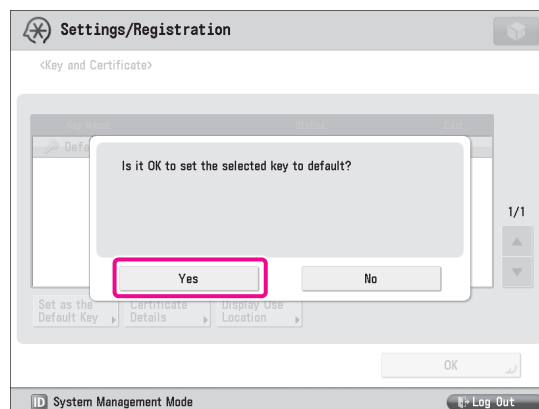 Settings/Registration
<Key and Certificate>
Key Name Status Cert
Defa
Is it OK to set the selected key to default?
1/1
Yes No
Set as the Default Key
Certificate Details
Display Use Location
OK
ID System Management Mode Log Out